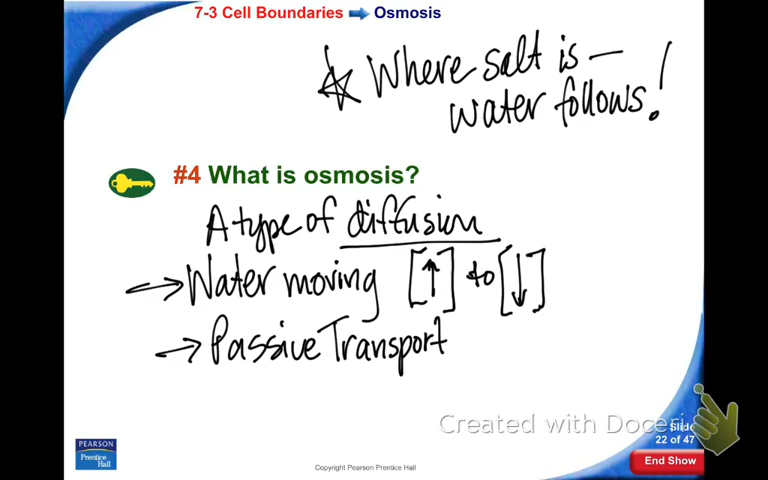 7-3 Cell Boundaries Osmosis
Where salt is —
water follows!
#4 What is osmosis?
A type of diffusion
→ Water moving [↑] to [↓]
→ Passive Transport
Created with Doceri
Slide
22 of 47
End Show
PEARSON
Prentice
Hall
Copyright Pearson Prentice Hall